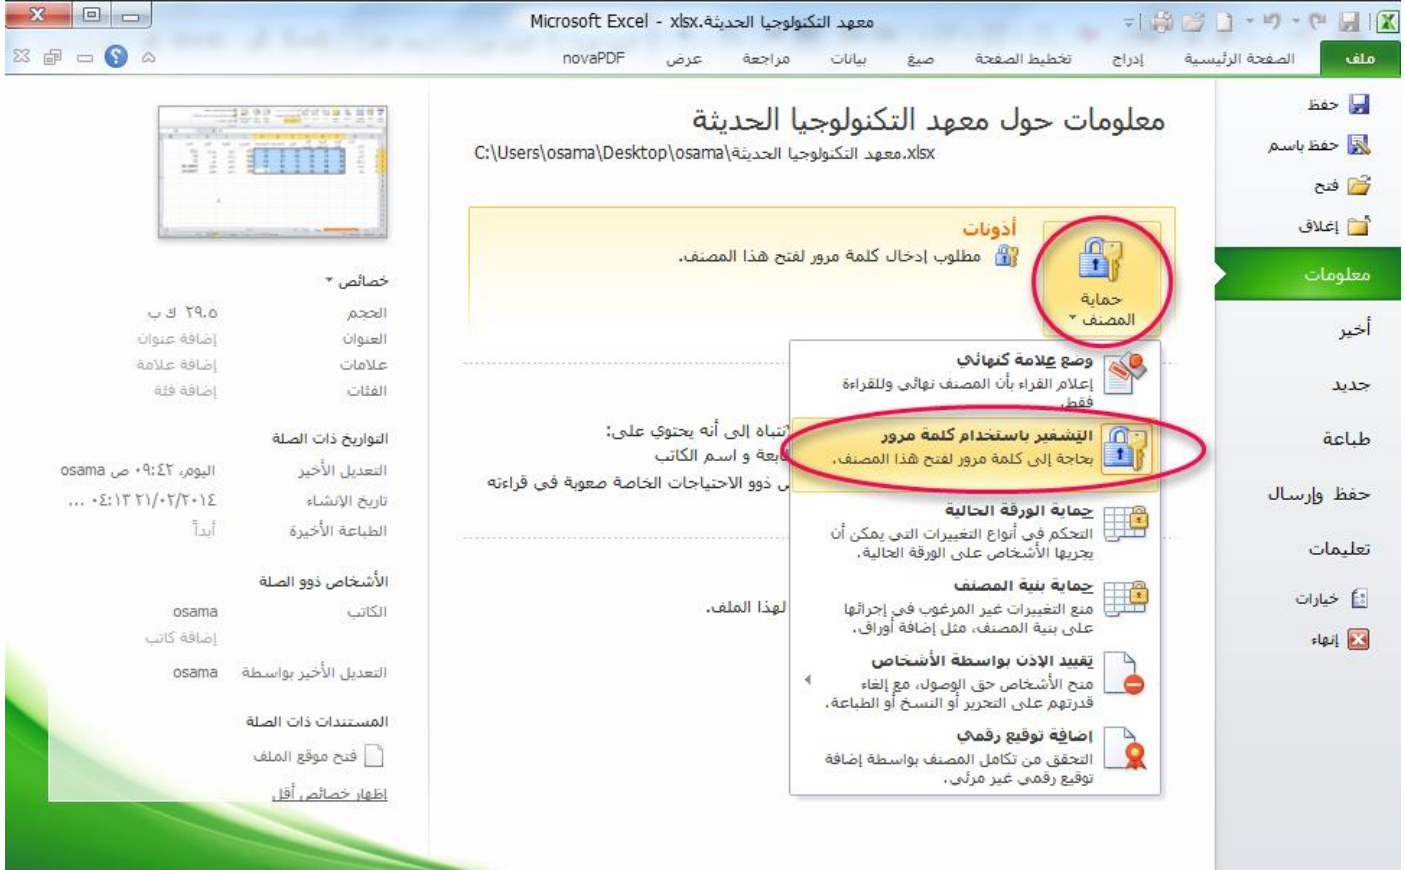 معهد التكنولوجيا الحديثة.xlsx - Microsoft Excel
ملف
الصفحة الرئيسية
إدراج
تخطيط الصفحة
صيغ
بيانات
مراجعة
عرض
novaPDF
حفظ
حفظ باسم
فتح
إغلاق
معلومات
أخير
جديد
طباعة
حفظ وإرسال
تعليمات
خيارات
إنهاء
معلومات حول معهد التكنولوجيا الحديثة
C:\Users\osama\Desktop\osama\معهد التكنولوجيا الحديثة.xlsx
حماية
المصنف
أذونات
مطلوب إدخال كلمة مرور لفتح هذا المصنف.
وضع علامة كنهائي
إعلام القراء بأن المصنف نهائي وللقراءة
فقط.
التشفير باستخدام كلمة مرور
بحاجة إلى كلمة مرور لفتح هذا المصنف.
حماية الورقة الحالية
التحكم في أنواع التغييرات التي يمكن أن
يجريها الأشخاص على الورقة الحالية.
حماية بنية المصنف
منع التغييرات غير المرغوب في إجرائها
على بنية المصنف، مثل إضافة أوراق.
تقييد الإذن بواسطة الأشخاص
منح الأشخاص حق الوصول، مع إلغاء
قدرتهم على التحرير أو النسخ أو الطباعة.
إضافة توقيع رقمي
التحقق من تكامل المصنف بواسطة إضافة
توقيع رقمي غير مرئي.
إلى أنه يحتوي على:
و اسم الكاتب
ذوو الاحتياجات الخاصة صعوبة في قراءته
لهذا الملف.
خصائص
الحجم ٢٩.٥ ك ب
العنوان إضافة عنوان
علامات إضافة علامة
الفئات إضافة فئة
التواريخ ذات الصلة
التعديل الأخير اليوم، ٠٩:٤٢ ص osama
تاريخ الإنشاء ٢١/٠٢/٢٠١٤ ٠٤:١٣ ...
الطباعة الأخيرة أبداً
الأشخاص ذوو الصلة
الكاتب osama
إضافة كاتب
التعديل الأخير بواسطة osama
المستندات ذات الصلة
فتح موقع الملف
إظهار خصائص أقل